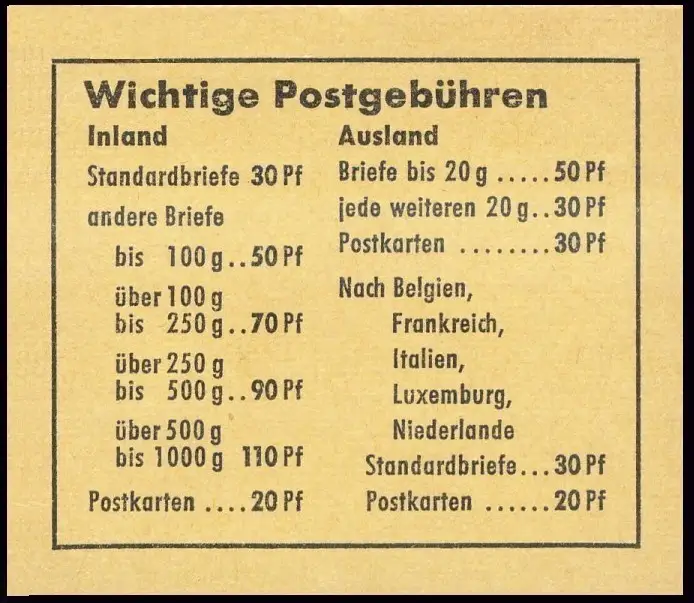 Wichtige Postgebühren
Inland
Standardbriefe 30 Pf
andere Briefe
bis 100 g..50 Pf
über 100 g
bis 250 g..70 Pf
über 250 g
bis 500 g..90 Pf
über 500 g
bis 1000 g 110 Pf
Postkarten ....20 Pf
Ausland
Briefe bis 20 g .....50 Pf
jede weiteren 20 g..30 Pf
Postkarten ........30 Pf
Nach Belgien,
Frankreich,
Italien,
Luxemburg,
Niederlande
Standardbriefe...30 Pf
Postkarten ......20 Pf